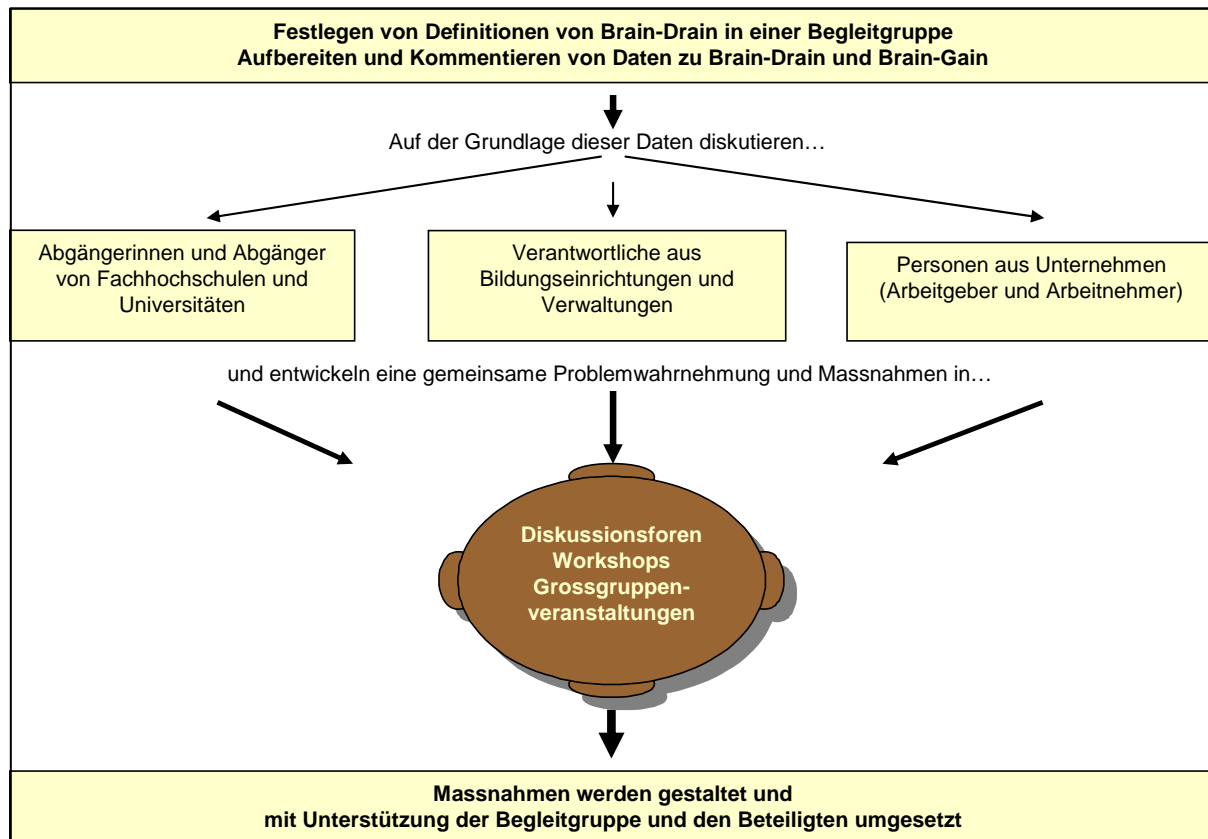 Festlegen von Definitionen von Brain-Drain in einer Begleitgruppe
Aufbereiten und Kommentieren von Daten zu Brain-Drain und Brain-Gain
Auf der Grundlage dieser Daten diskutieren…
Abgängerinnen und Abgänger
von Fachhochschulen und
Universitäten
Verantwortliche aus
Bildungseinrichtungen und
Verwaltungen
Personen aus Unternehmen
(Arbeitgeber und Arbeitnehmer)
und entwickeln eine gemeinsame Problemwahrnehmung und Massnahmen in…
Diskussionsforen
Workshops
Grossgruppen-
veranstaltungen
Massnahmen werden gestaltet und
mit Unterstützung der Begleitgruppe und den Beteiligten umgesetzt